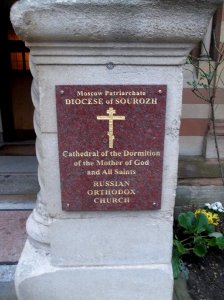 Moscow Patriarchate
DIOCESE of SOUROZH
Cathedral of the Dormition
of the Mother of God
and All Saints
RUSSIAN
ORTHODOX
CHURCH